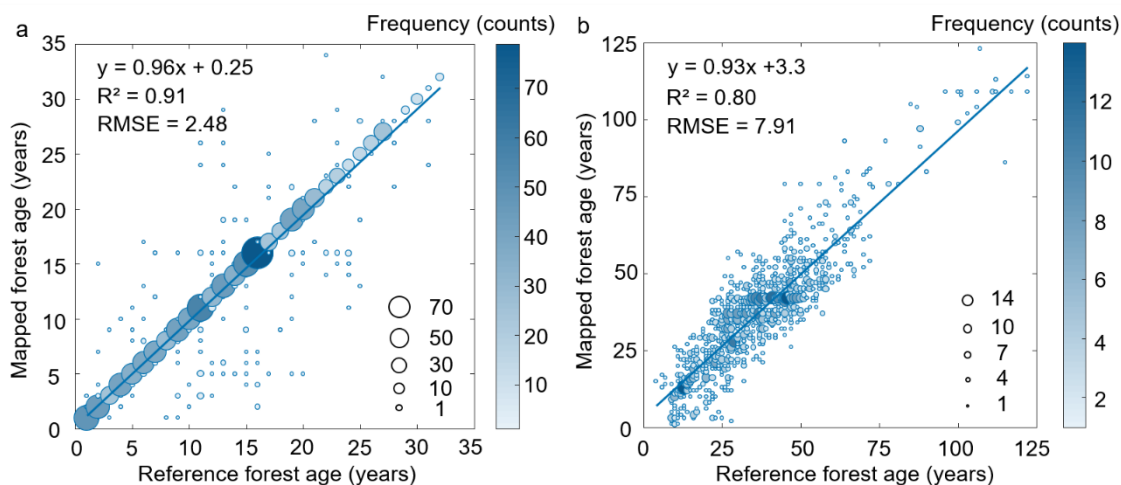 a
Frequency (counts)
y = 0.96x + 0.25
R² = 0.91
RMSE = 2.48
35
30
25
20
15
10
5
0
Mapped forest age (years)
0 5 10 15 20 25 30 35
Reference forest age (years)
70
50
30
10
1
70
60
50
40
30
20
10
b
Frequency (counts)
y = 0.93x +3.3
R² = 0.80
RMSE = 7.91
125
100
75
50
25
0
Mapped forest age (years)
0 25 50 75 100 125
Reference forest age (years)
14
10
7
4
1
12
10
8
6
4
2